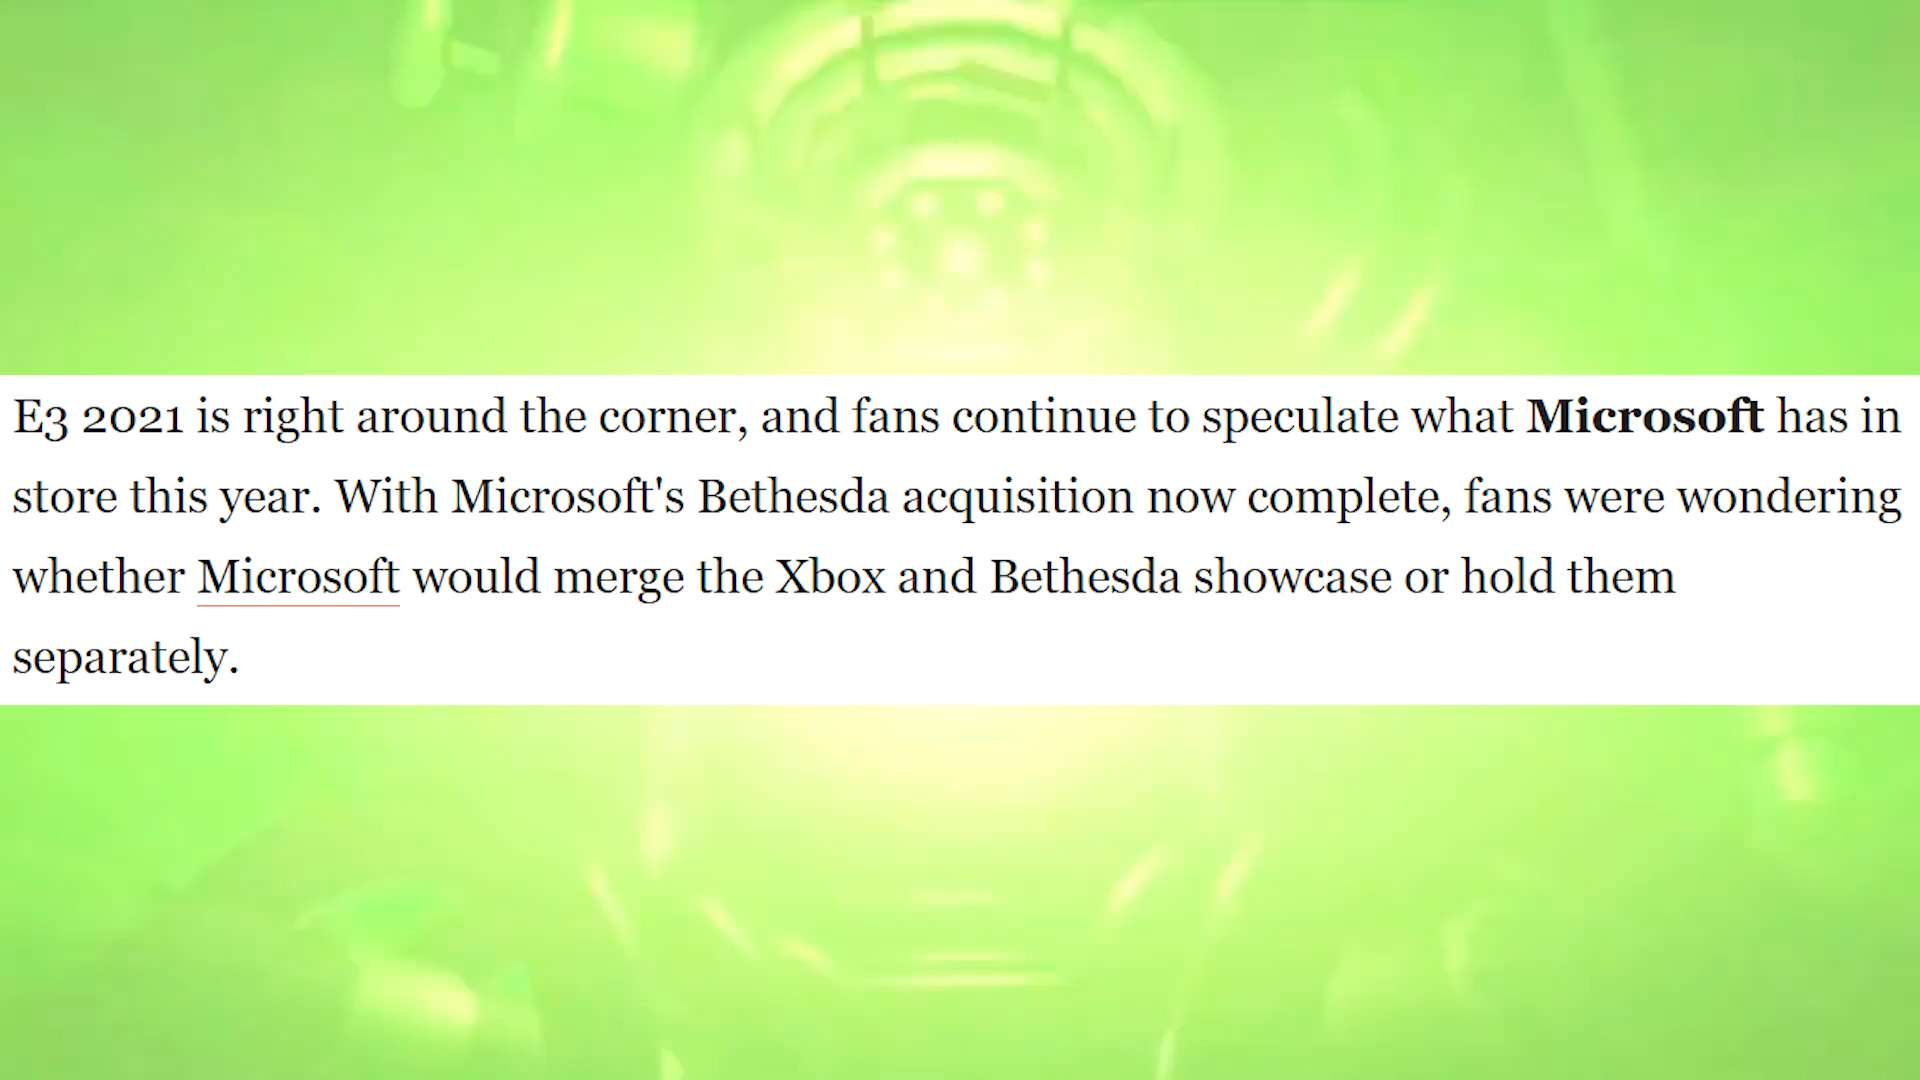 E3 2021 is right around the corner, and fans continue to speculate what Microsoft has in
store this year. With Microsoft's Bethesda acquisition now complete, fans were wondering
whether Microsoft would merge the Xbox and Bethesda showcase or hold them
separately.